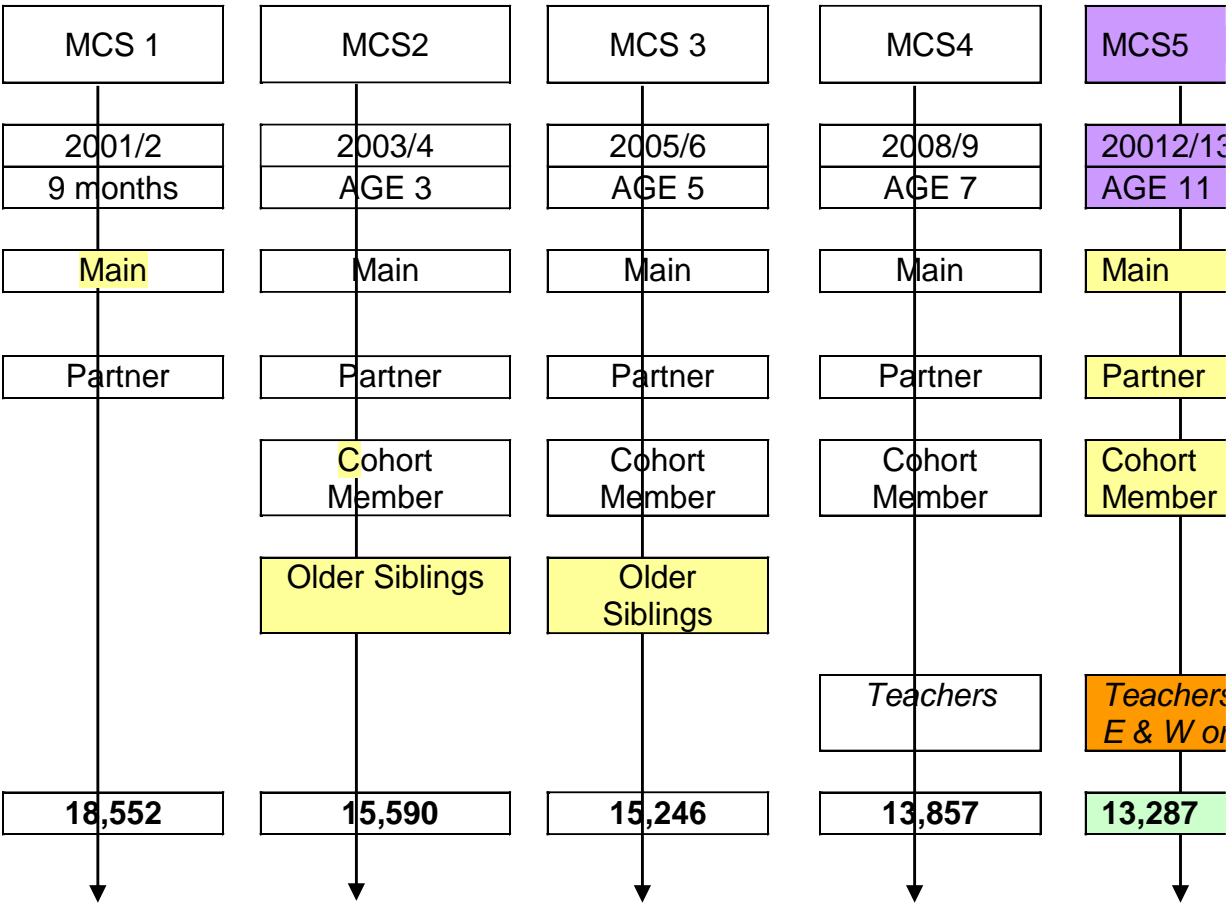 MCS 1 MCS2 MCS 3 MCS4 MCS5
2001/2 2003/4 2005/6 2008/9 20012/13
9 months AGE 3 AGE 5 AGE 7 AGE 11
Main Main Main Main Main
Partner Partner Partner Partner Partner
Cohort Cohort Cohort Cohort
Member Member Member Member
Older Siblings Older
Siblings
Teachers Teachers
E & W
18,552 15,590 15,246 13,857 13,287